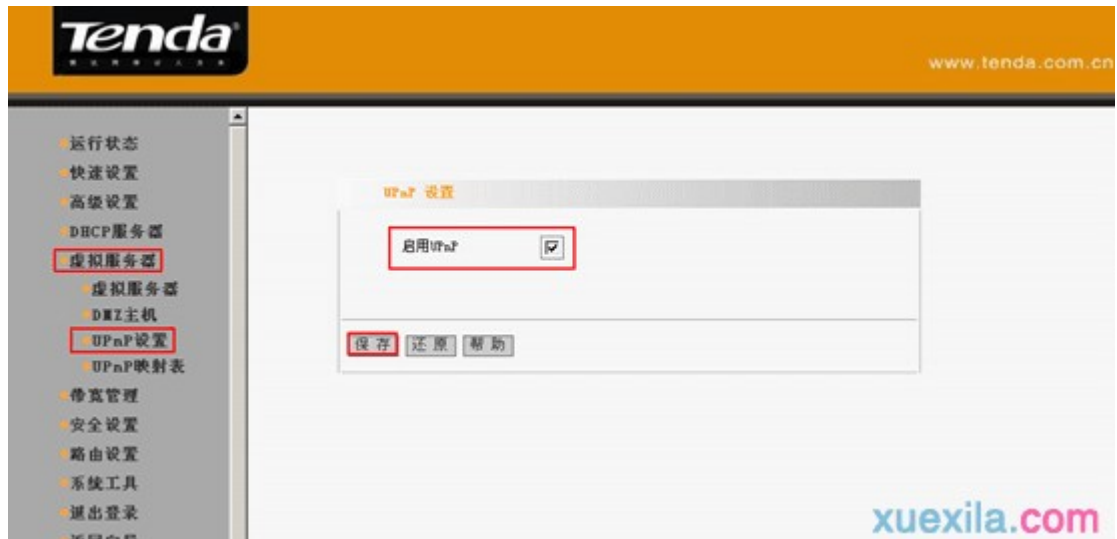 Tenda
www.tenda.com.cn
运行状态
快速设置
高级设置
DHCP服务器
虚拟服务器
虚拟服务器
DMZ主机
UPnP设置
UPnP映射表
带宽管理
安全设置
路由设置
系统工具
退出登录
UPnP 设置
启用UPnP
保存 还原 帮助
xuexila.com